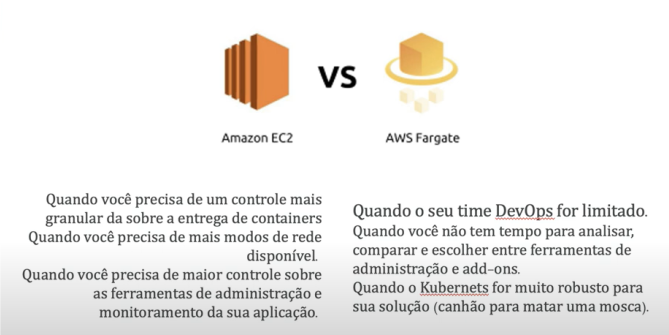 VS
Amazon EC2
AWS Fargate
Quando você precisa de um controle mais
granular da sobre a entrega de containers
Quando você precisa de mais modos de rede
disponível.
Quando você precisa de maior controle sobre
as ferramentas de administração e
monitoramento da sua aplicação.
Quando o seu time DevOps for limitado.
Quando você não tem tempo para analisar,
comparar e escolher entre ferramentas de
administração e add-ons.
Quando o Kubernets for muito robusto para
sua solução (canhão para matar uma mosca).